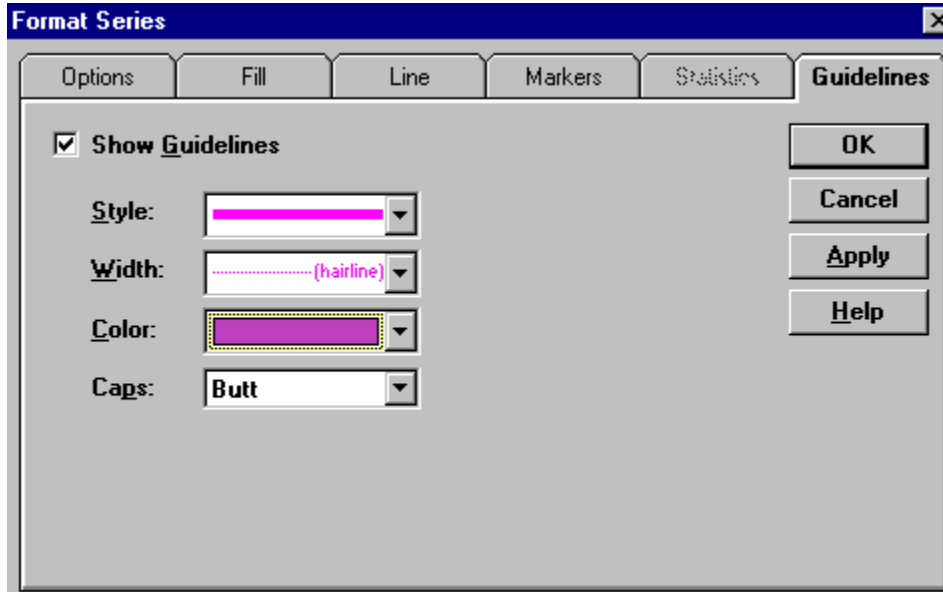 Format Series
Options Fill Line Markers Statistics Guidelines
Show Guidelines
OK
Style:
Cancel
Width: (hairline)
Apply
Color:
Help
Caps: Butt